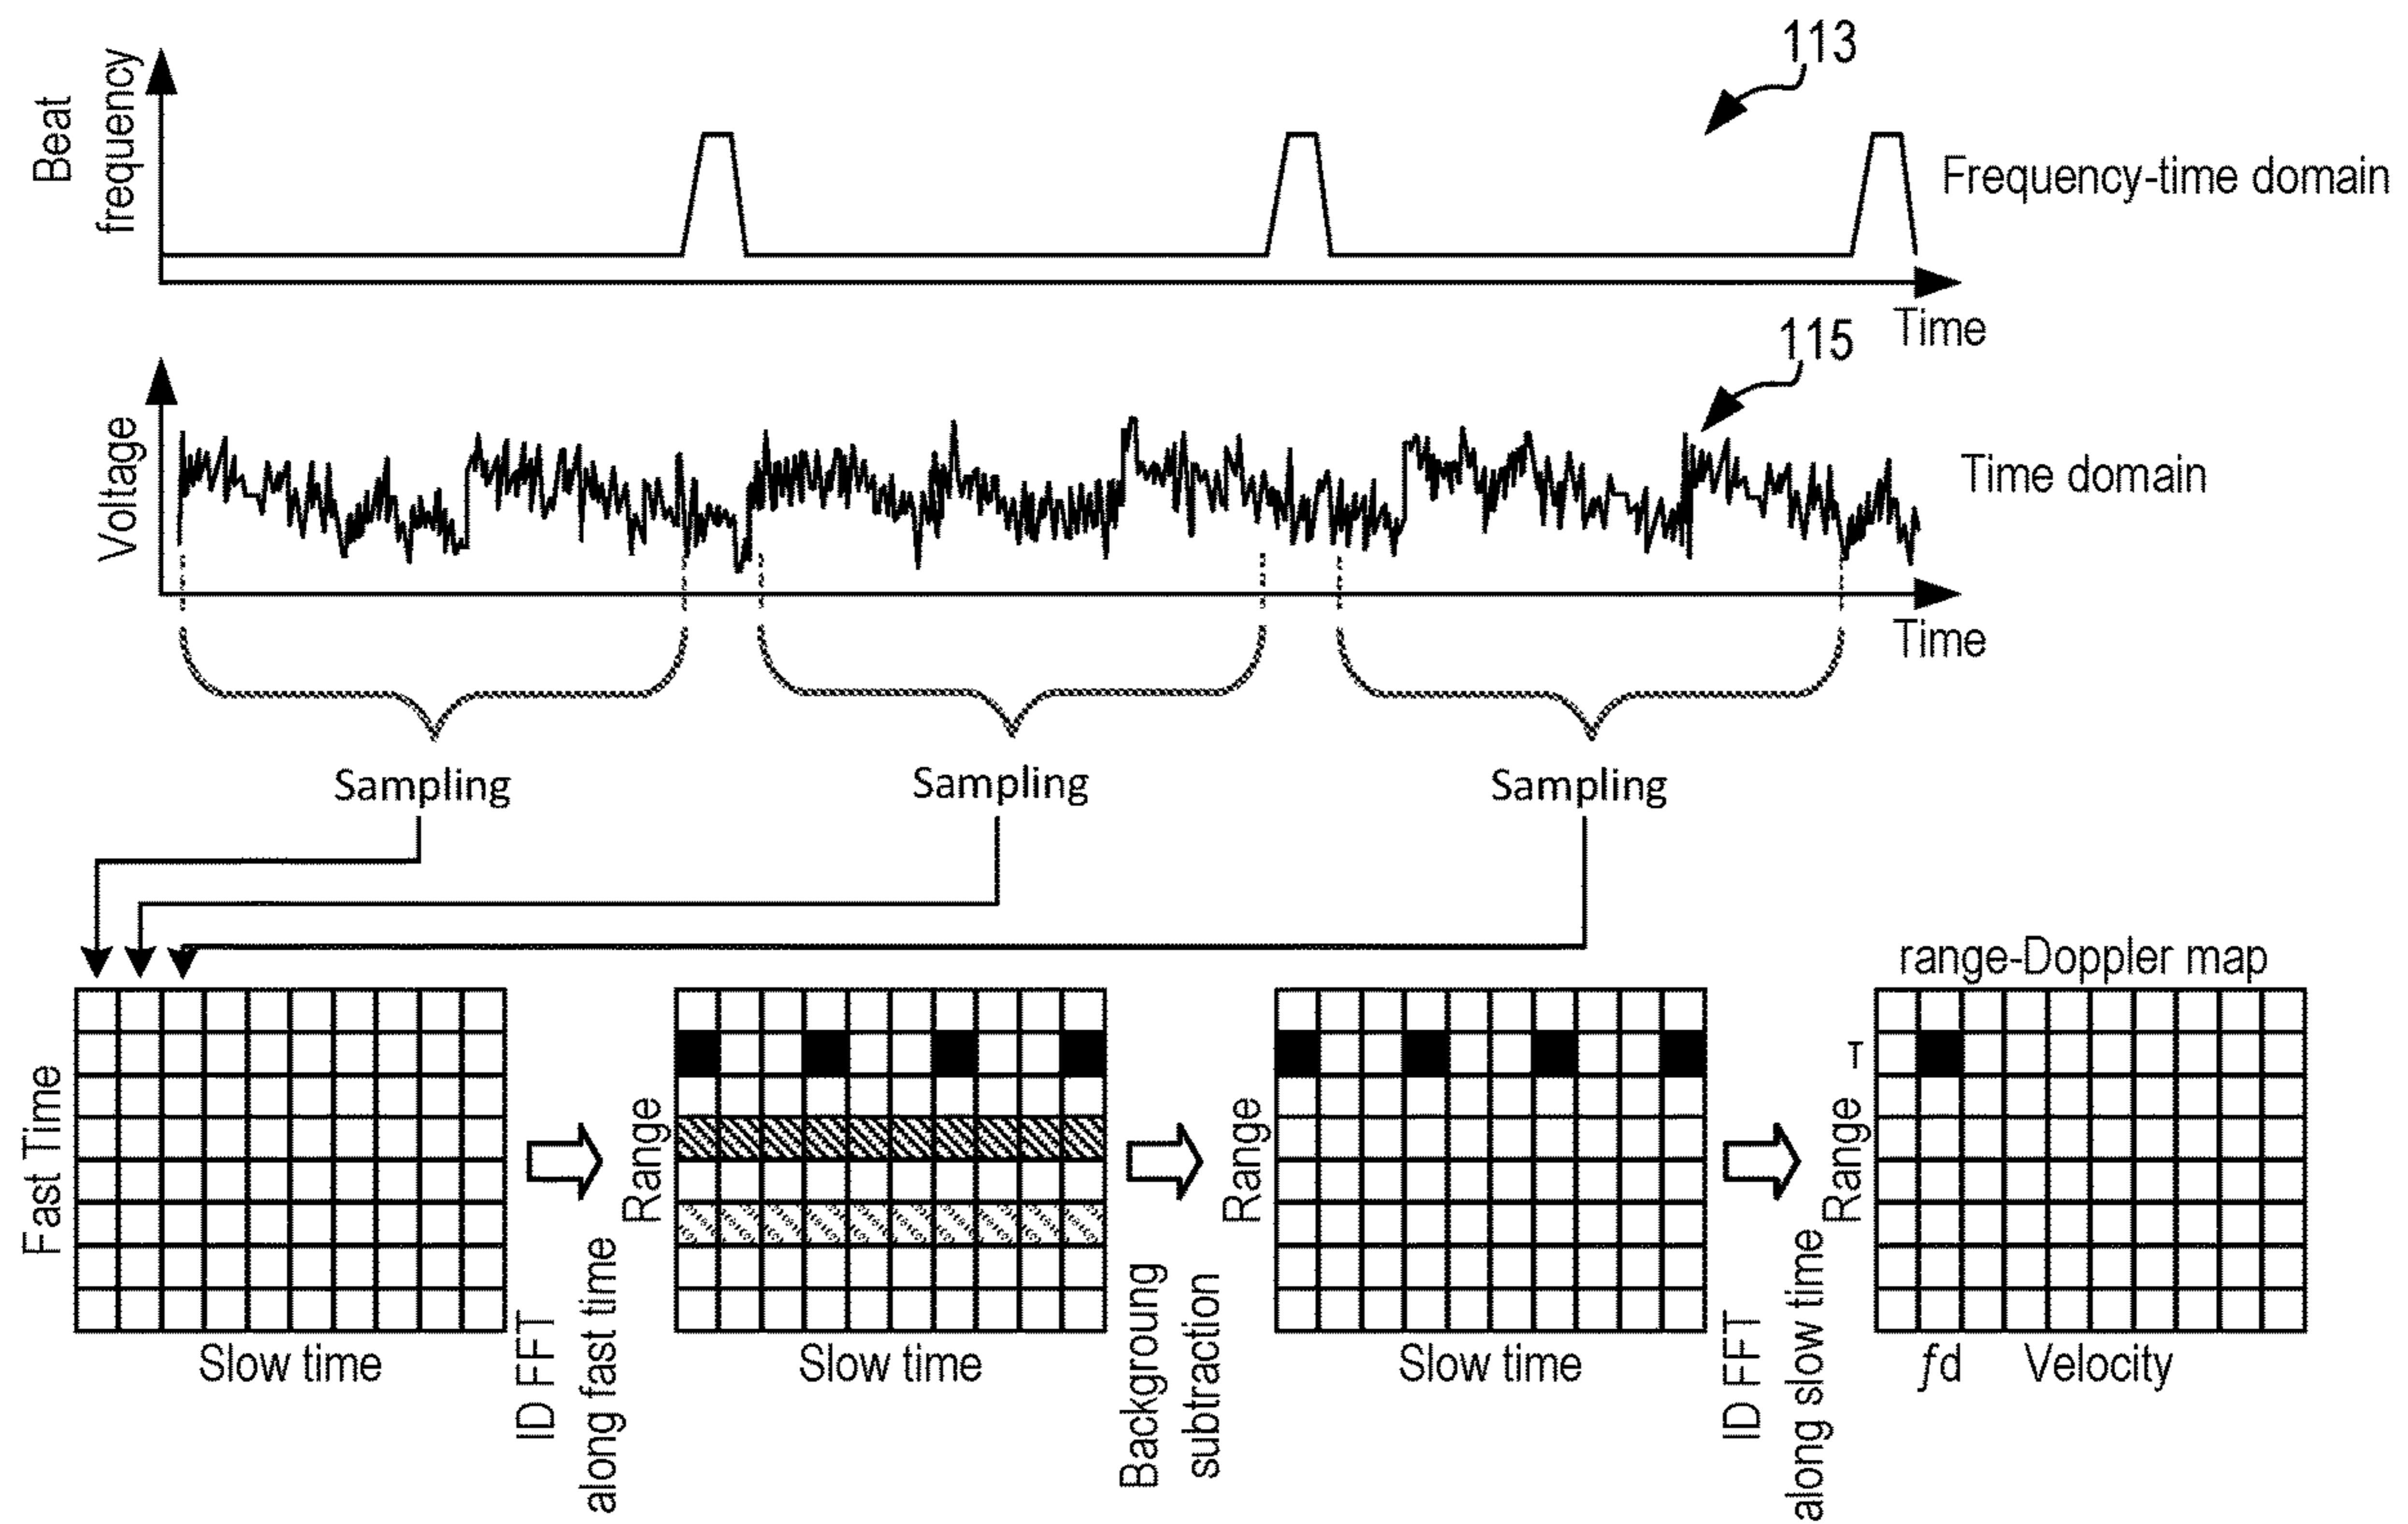 113
Beat
frequency
Frequency-time domain
Time
115
Voltage
Time domain
Time
Sampling
Sampling
Sampling
range-Doppler map
Fast Time
Slow time
ID FFT
along fast time
Range
Slow time
Backgroung
subtraction
Range
Slow time
ID FFT
along slow time
T
Range
ƒd
Velocity